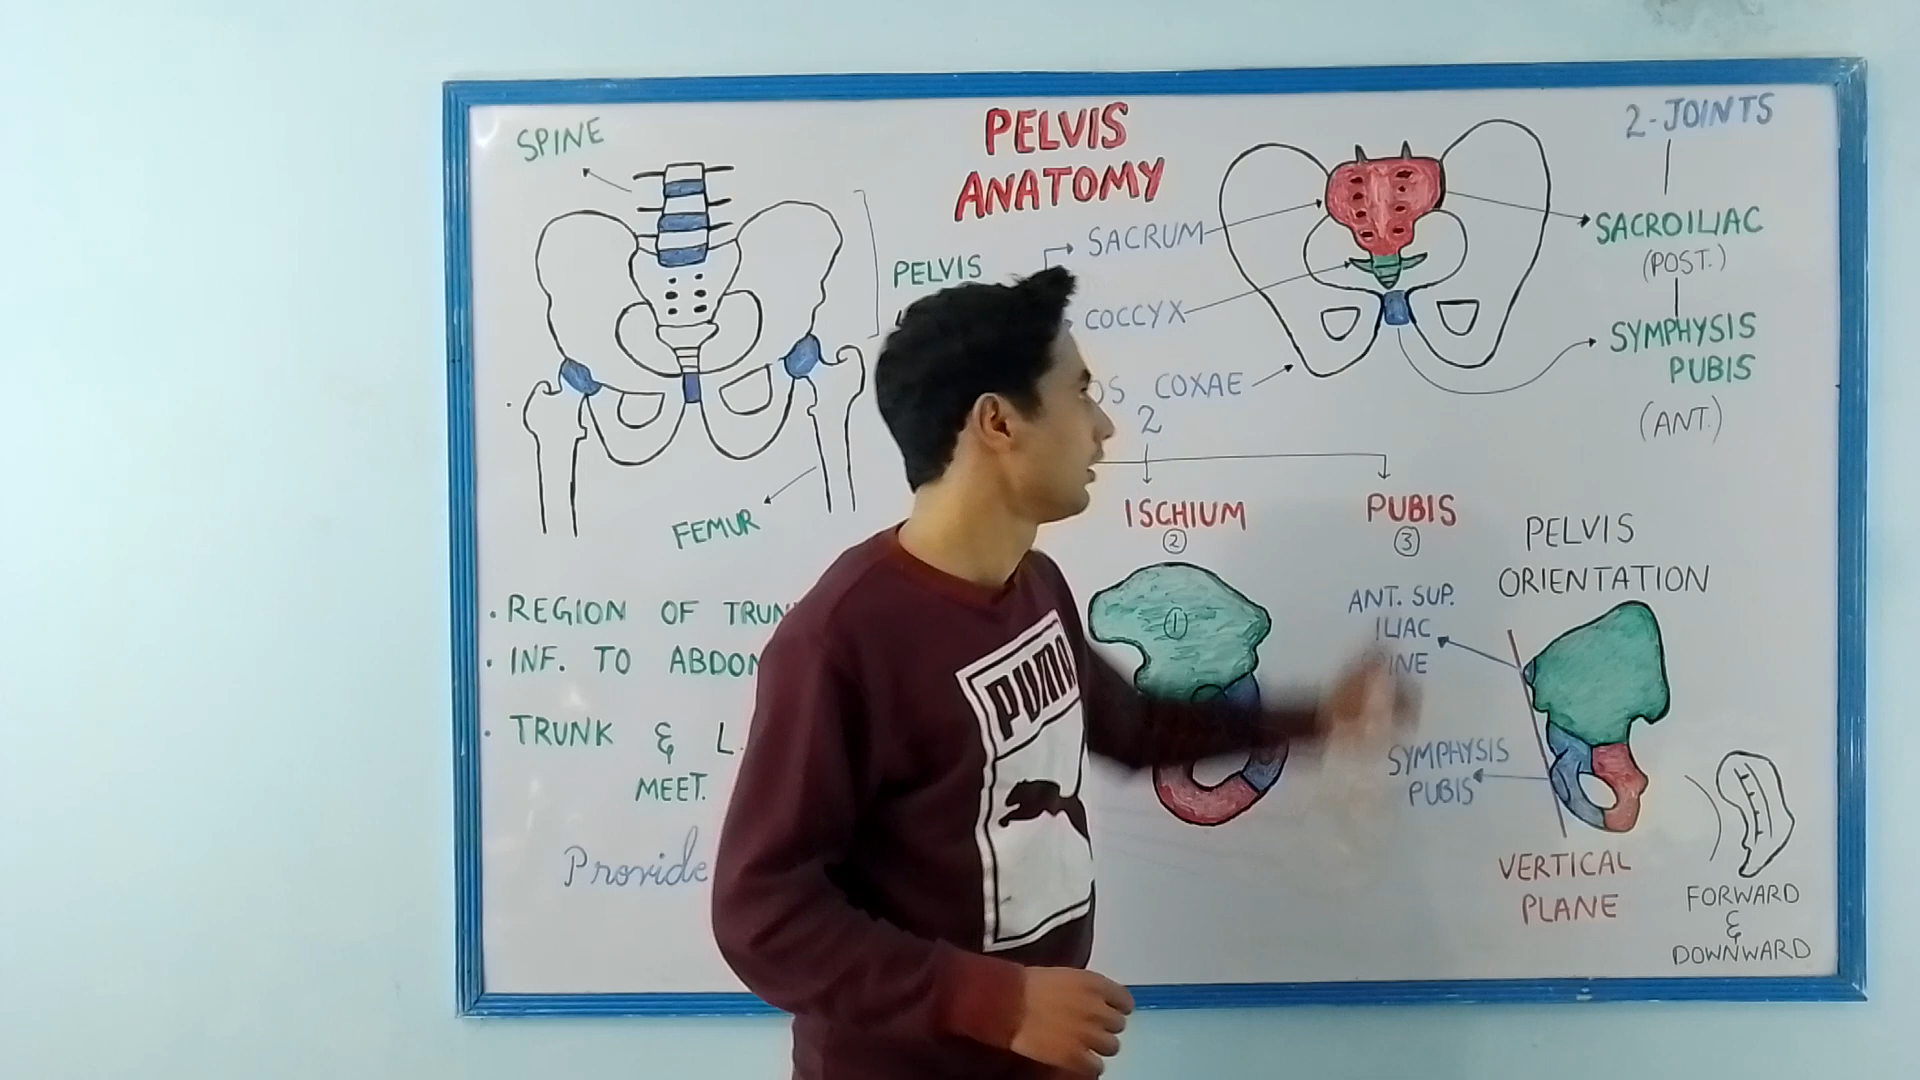 PELVIS
ANATOMY
SPINE
PELVIS
FEMUR
SACRUM
COCCYX
OS COXAE
2
2-JOINTS
SACROILIAC
(POST.)
SYMPHYSIS
PUBIS
(ANT.)
ISCHIUM
2
PUBIS
3
1
PELVIS
ORIENTATION
ANT. SUP.
ILIAC
SYMPHYSIS
PUBIS
VERTICAL
PLANE
FORWARD
&
DOWNWARD
• REGION OF
• INF. TO
• TRUNK & L.
MEET.
Provide
PUMA